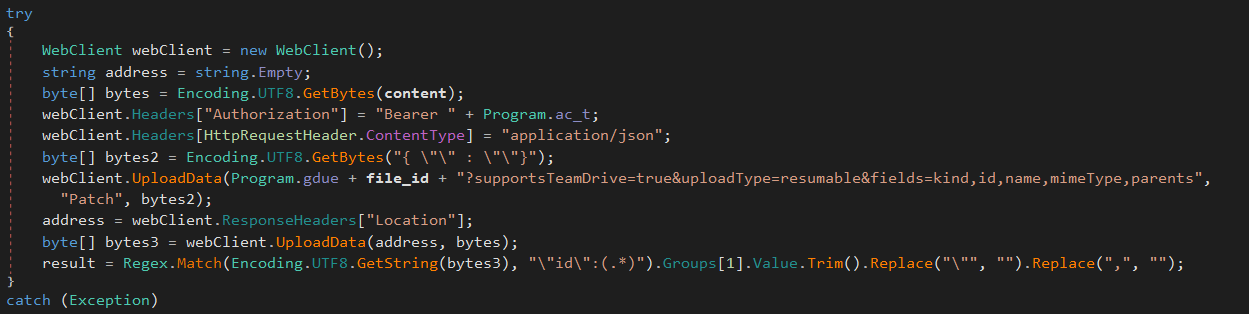 try
{
WebClient webClient = new WebClient();
string address = string.Empty;
byte[] bytes = Encoding.UTF8.GetBytes(content);
webClient.Headers["Authorization"] = "Bearer " + Program.ac_t;
webClient.Headers[HttpRequestHeader.ContentType] = "application/json";
byte[] bytes2 = Encoding.UTF8.GetBytes("{ \"\" : \"\"}");
webClient.UploadData(Program.gdue + file_id + "?supportsTeamDrive=true&uploadType=resumable&fields=kind,id,name,mimeType,parents",
"Patch", bytes2);
address = webClient.ResponseHeaders["Location"];
byte[] bytes3 = webClient.UploadData(address, bytes);
result = Regex.Match(Encoding.UTF8.GetString(bytes3), "\"id\":(.*)").Groups[1].Value.Trim().Replace("\"", "").Replace(",", "");
}
catch (Exception)